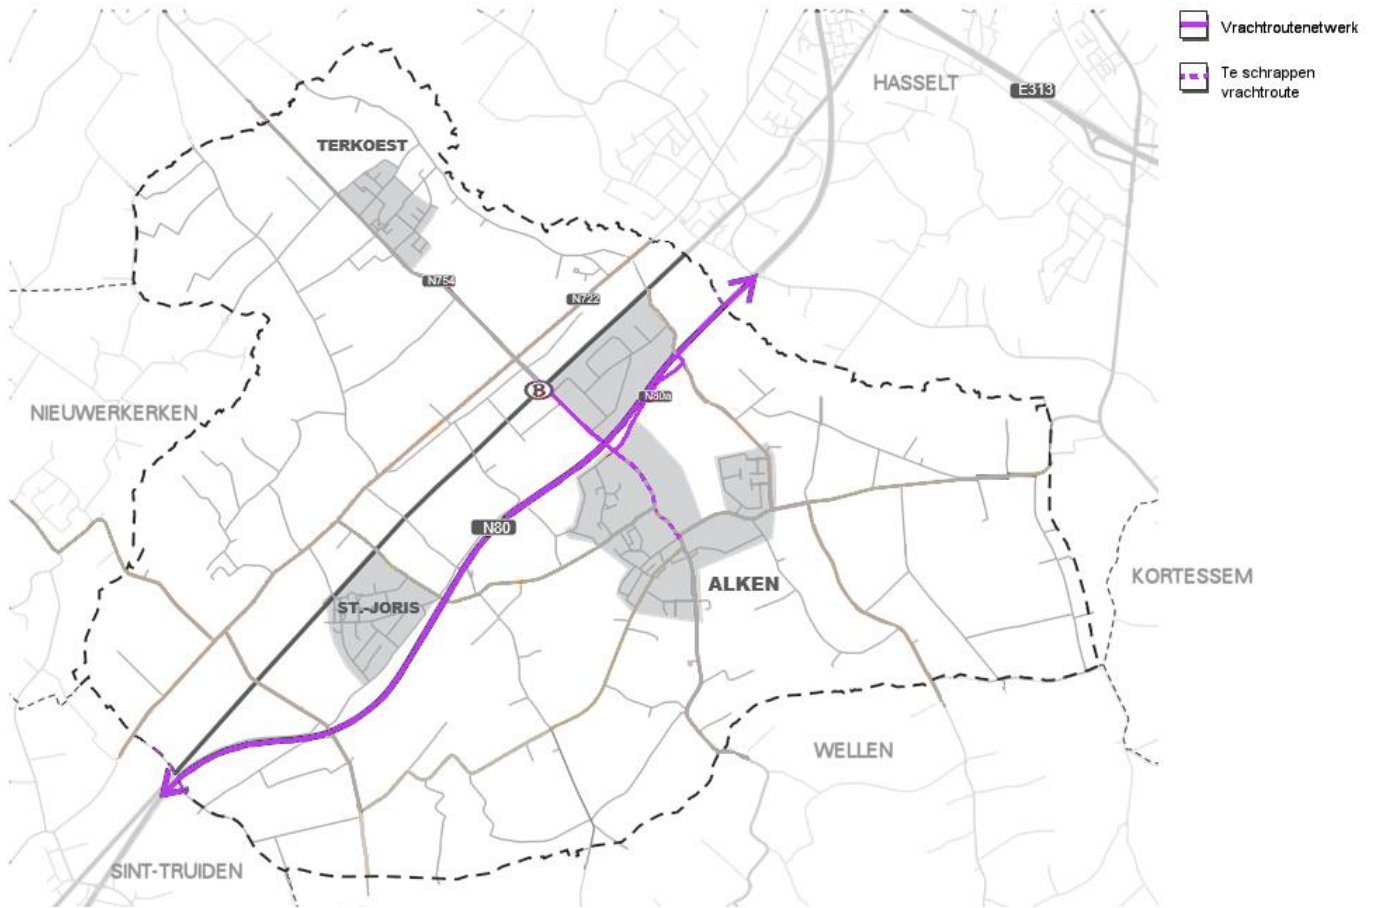 Vrachtroutenetwerk
Te schrappen
vrachtroute
HASSELT
E313
TERKOEST
N754
N722
B
N80a
NIEUWERKERKEN
N80
ST.-JORIS
ALKEN
KORTESSEM
WELLEN
SINT-TRUIDEN